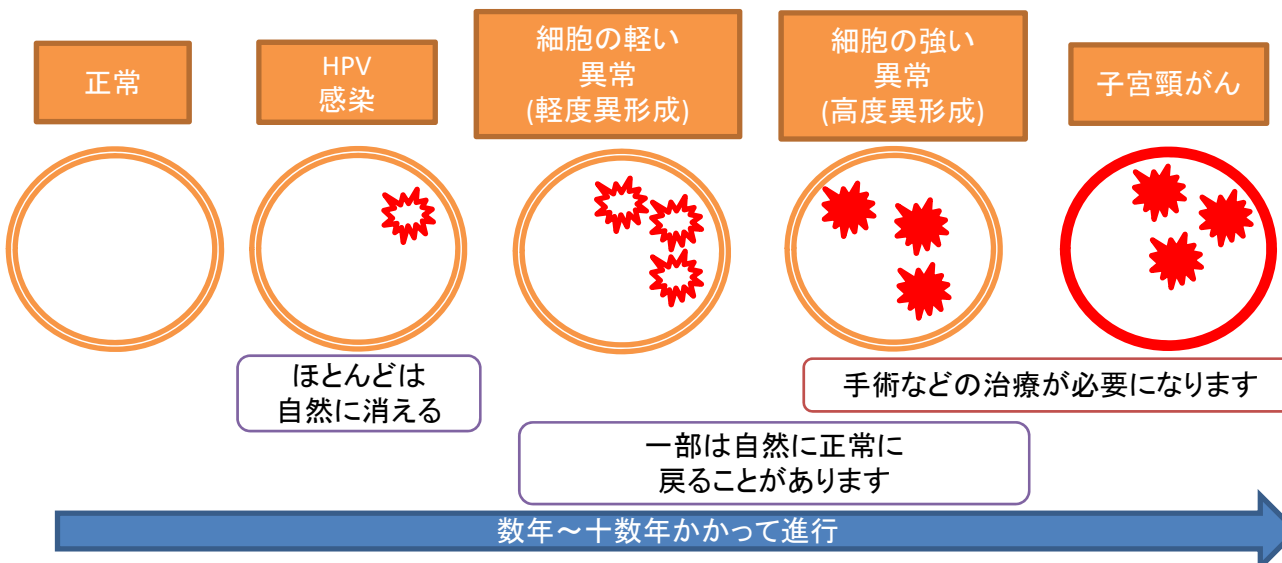 正常
HPV
感染
細胞の軽い
異常
(軽度異形成)
細胞の強い
異常
(高度異形成)
子宮頸がん
ほとんどは
自然に消える
手術などの治療が必要になります
一部は自然に正常に
戻ることがあります
数年～十数年かかって進行